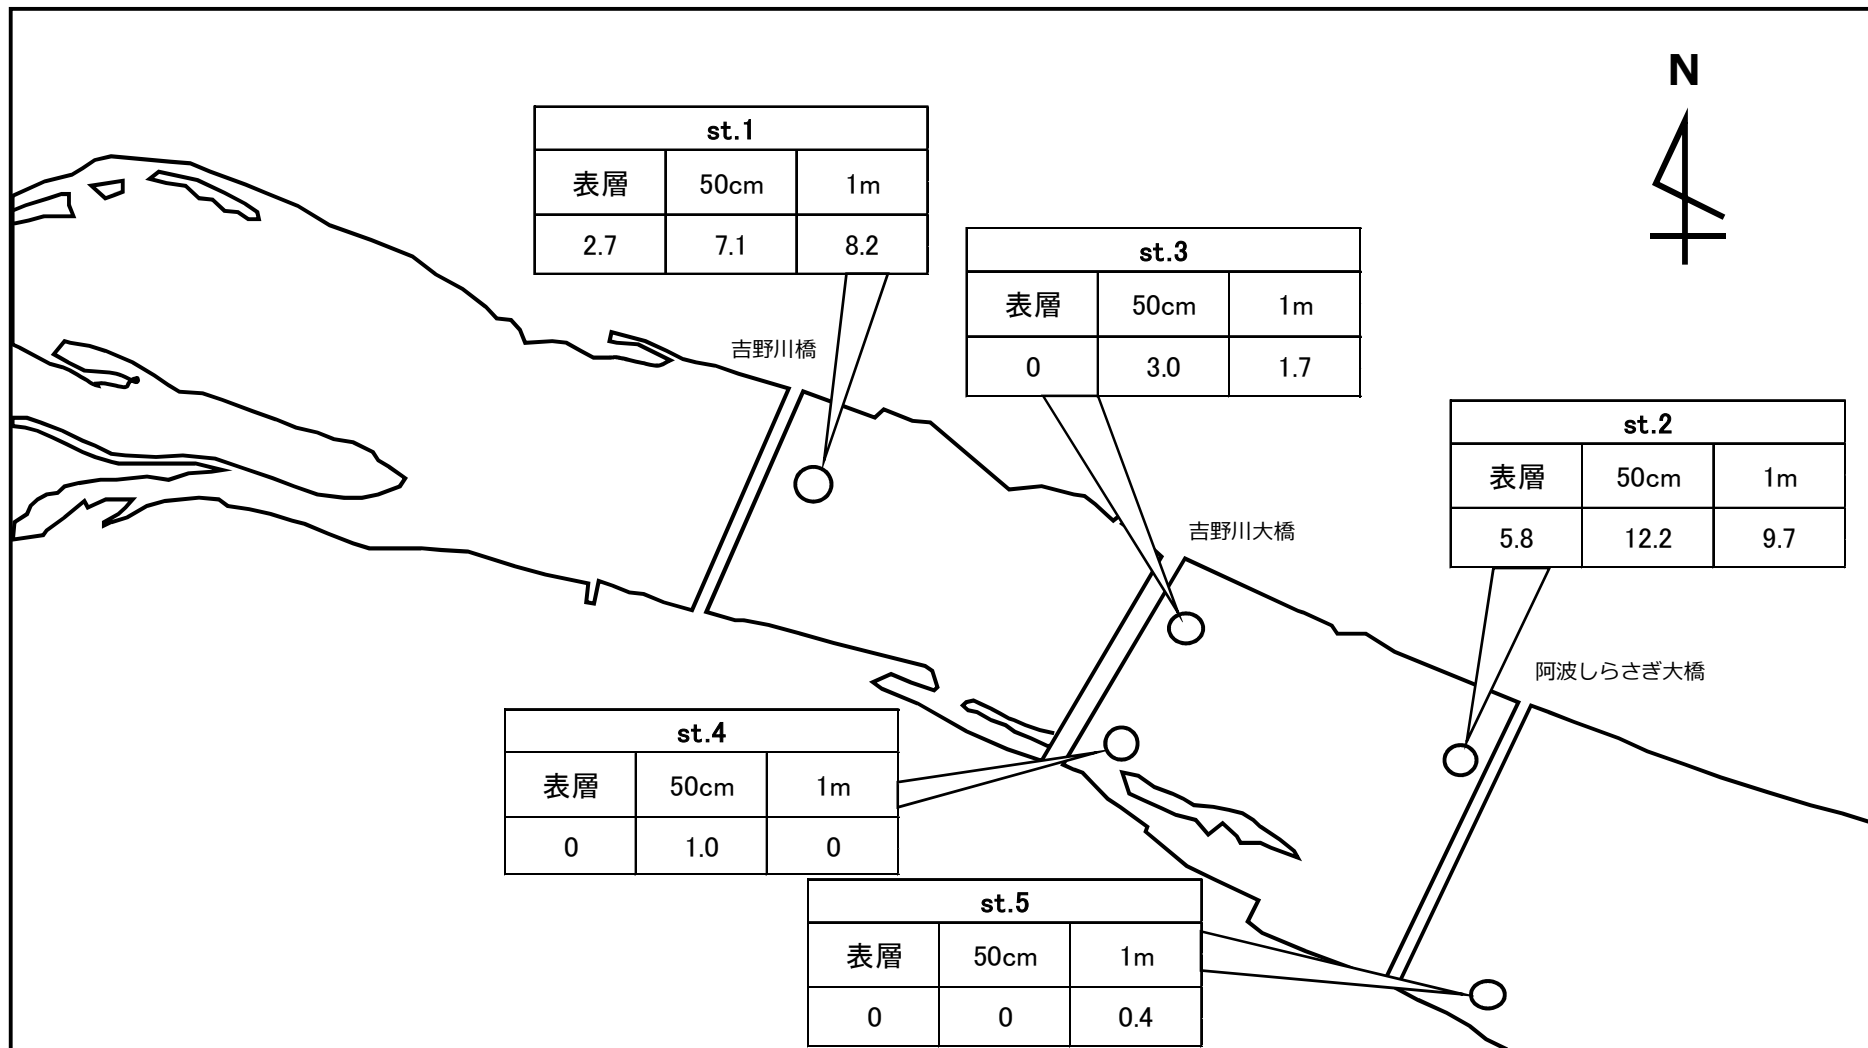 N
st.1
表層 50cm 1m
2.7 7.1 8.2
st.3
表層 50cm 1m
0 3.0 1.7
吉野川橋
st.2
表層 50cm 1m
5.8 12.2 9.7
吉野川大橋
阿波しらさぎ大橋
st.4
表層 50cm 1m
0 1.0 0
st.5
表層 50cm 1m
0 0 0.4